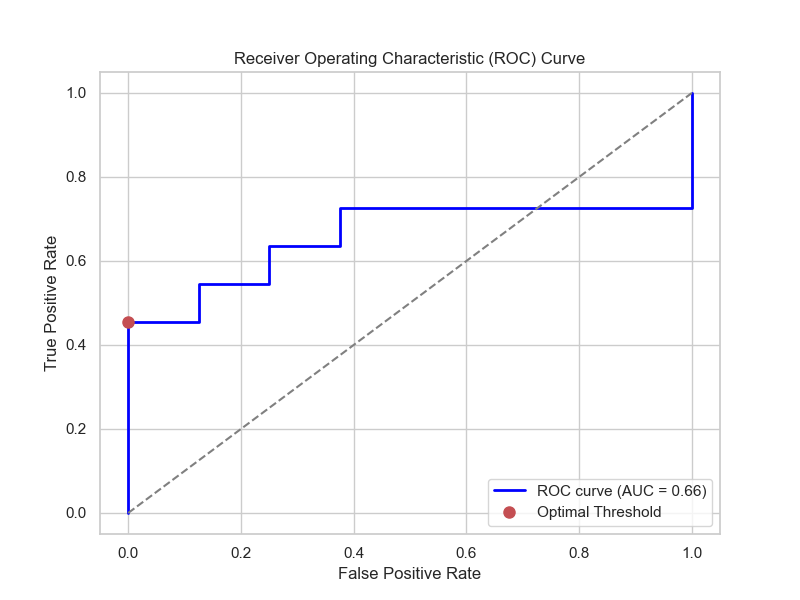 Receiver Operating Characteristic (ROC) Curve
True Positive Rate
1.0
0.8
0.6
0.4
0.2
0.0
0.0 0.2 0.4 0.6 0.8 1.0
False Positive Rate
ROC curve (AUC = 0.66)
Optimal Threshold